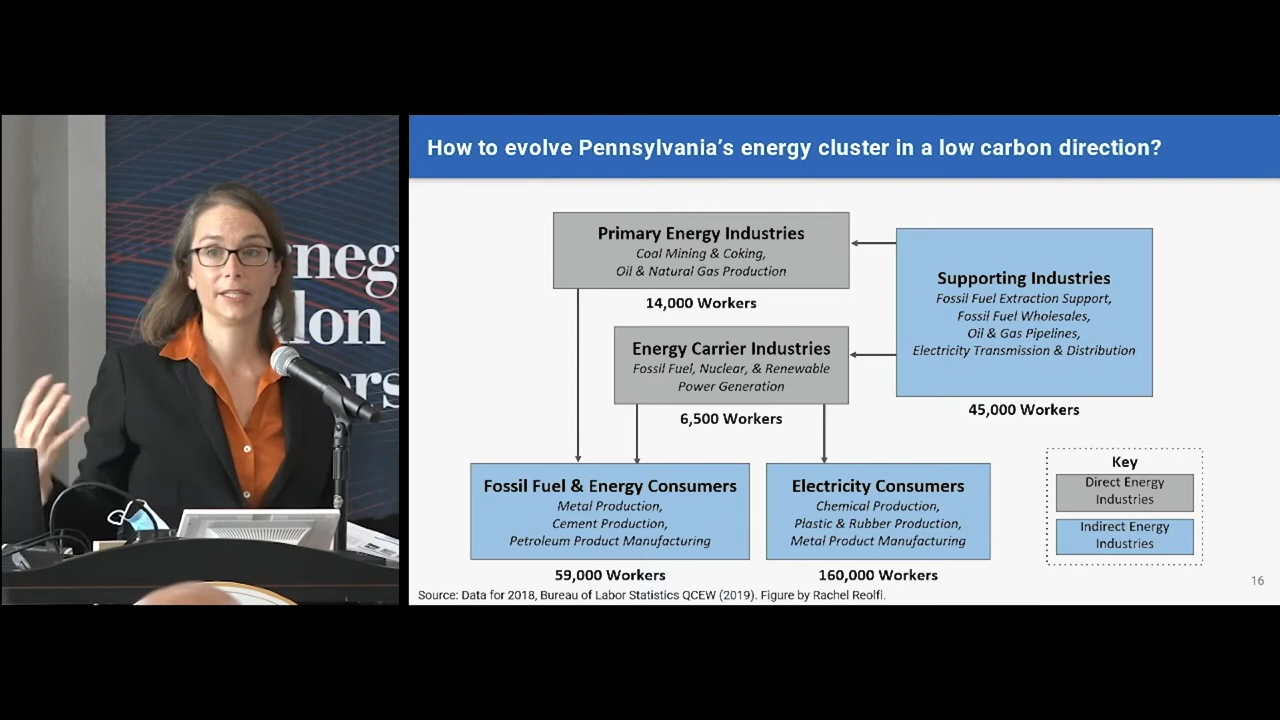 neg
lon
ers
How to evolve Pennsylvania's energy cluster in a low carbon direction?
Primary Energy Industries
Coal Mining & Coking,
Oil & Natural Gas Production
14,000 Workers
Energy Carrier Industries
Fossil Fuel, Nuclear, & Renewable
Power Generation
6,500 Workers
Supporting Industries
Fossil Fuel Extraction Support,
Fossil Fuel Wholesales,
Oil & Gas Pipelines,
Electricity Transmission & Distribution
45,000 Workers
Fossil Fuel & Energy Consumers
Metal Production,
Cement Production,
Petroleum Product Manufacturing
59,000 Workers
Electricity Consumers
Chemical Production,
Plastic & Rubber Production,
Metal Product Manufacturing
160,000 Workers
Key
Direct Energy
Industries
Indirect Energy
Industries
16
Source: Data for 2018, Bureau of Labor Statistics QCEW (2019). Figure by Rachel Reolfi.